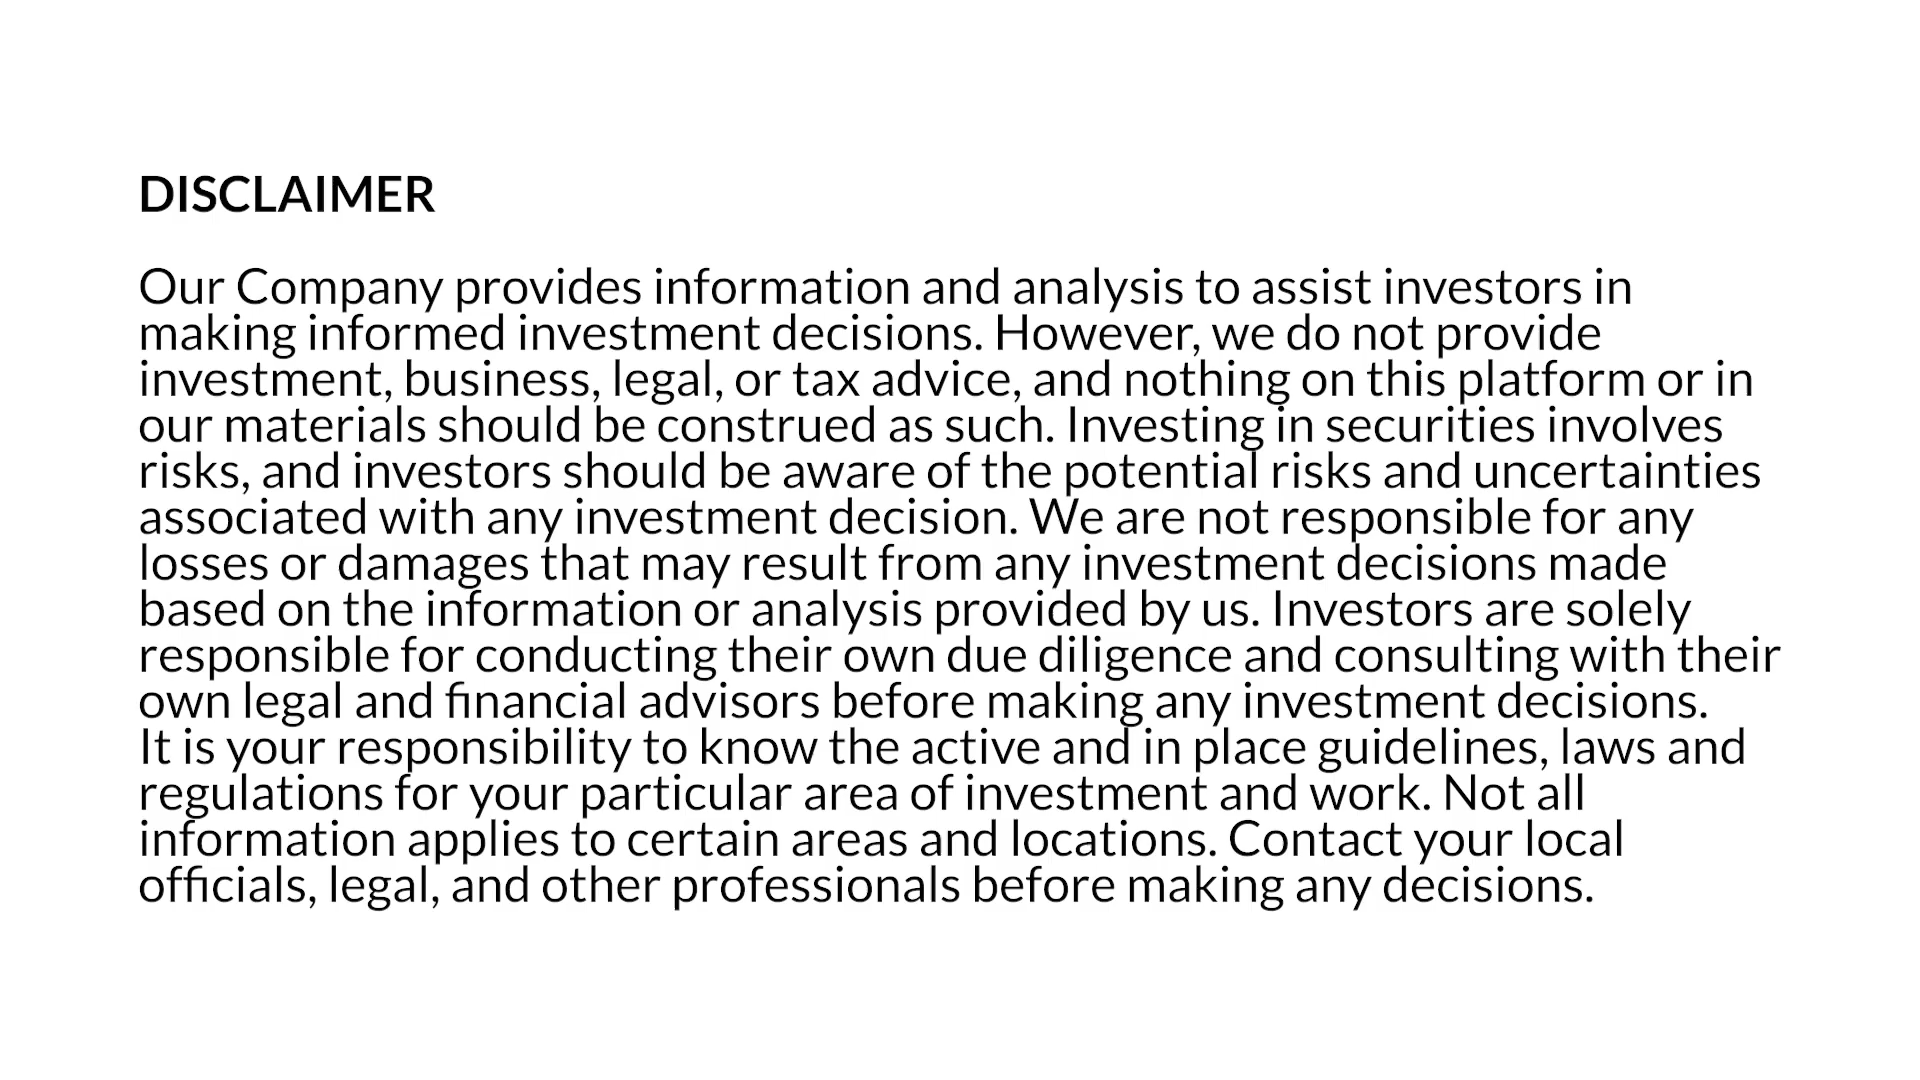 DISCLAIMER
Our Company provides information and analysis to assist investors in
making informed investment decisions. However, we do not provide
investment, business, legal, or tax advice, and nothing on this platform or in
our materials should be construed as such. Investing in securities involves
risks, and investors should be aware of the potential risks and uncertainties
associated with any investment decision. We are not responsible for any
losses or damages that may result from any investment decisions made
based on the information or analysis provided by us. Investors are solely
responsible for conducting their own due diligence and consulting with their
own legal and financial advisors before making any investment decisions.
It is your responsibility to know the active and in place guidelines, laws and
regulations for your particular area of investment and work. Not all
information applies to certain areas and locations. Contact your local
officials, legal, and other professionals before making any decisions.